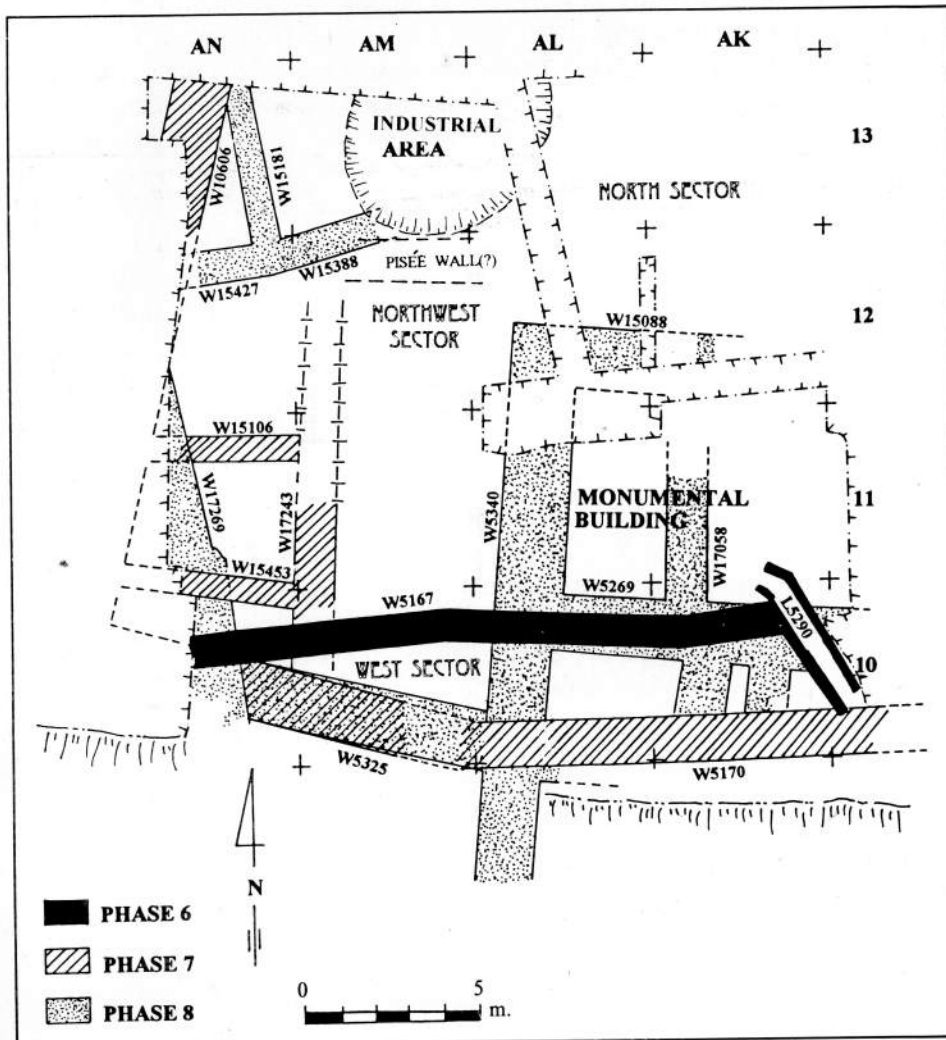 AN AM AL AK
INDUSTRIAL
AREA
13
W10606
W15181
NORTH SECTOR
PISÉE WALL(?)
W15388
W15427
NORTHWEST
SECTOR
12
W15088
W15106
W17269
W17243
W5340
MONUMENTAL
BUILDING
11
W17058
W15453
W5167
W5269
L5290
WEST SECTOR
10
W5325
W5170
N
PHASE 6
PHASE 7
PHASE 8
0 5
m.